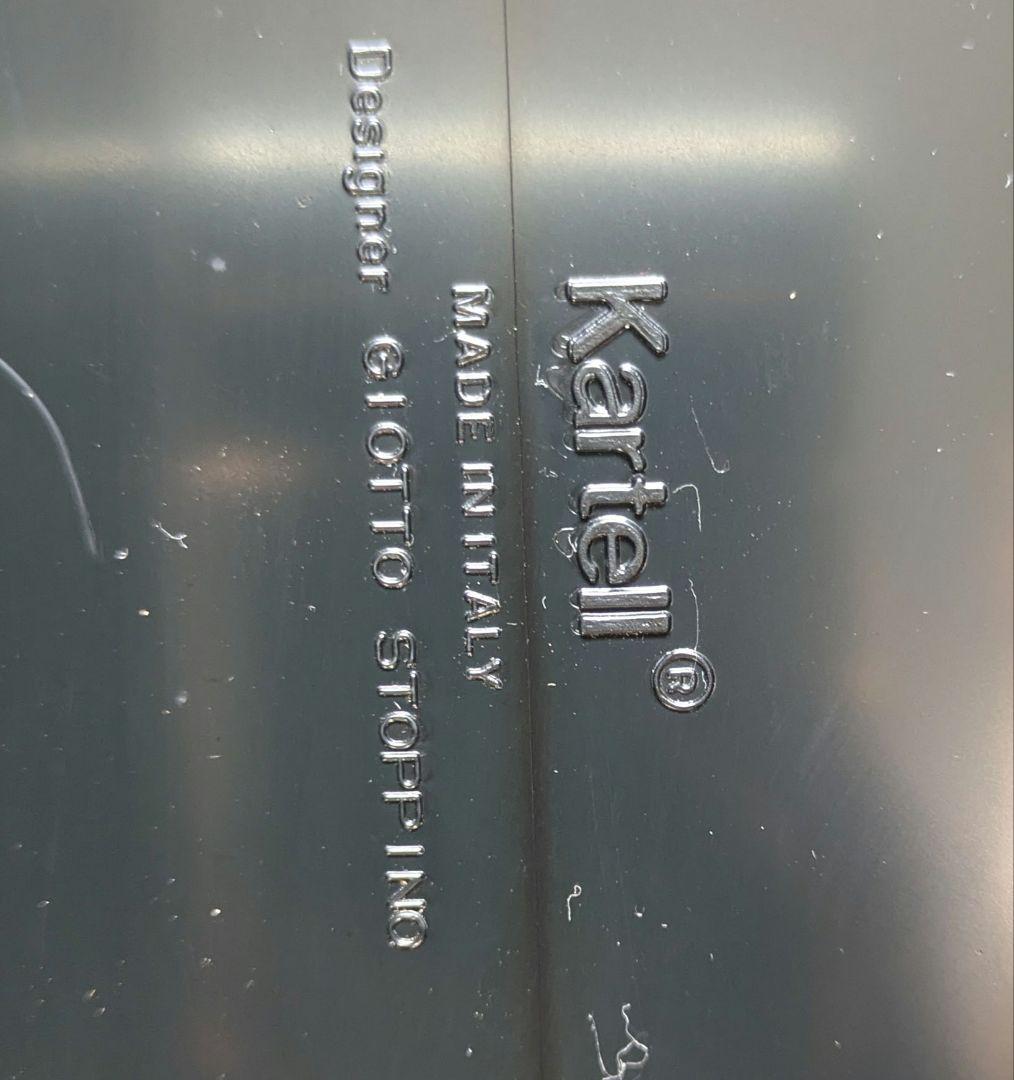 Kartell®
MADE IN ITALY
Designer GIOTTO STOPPINO